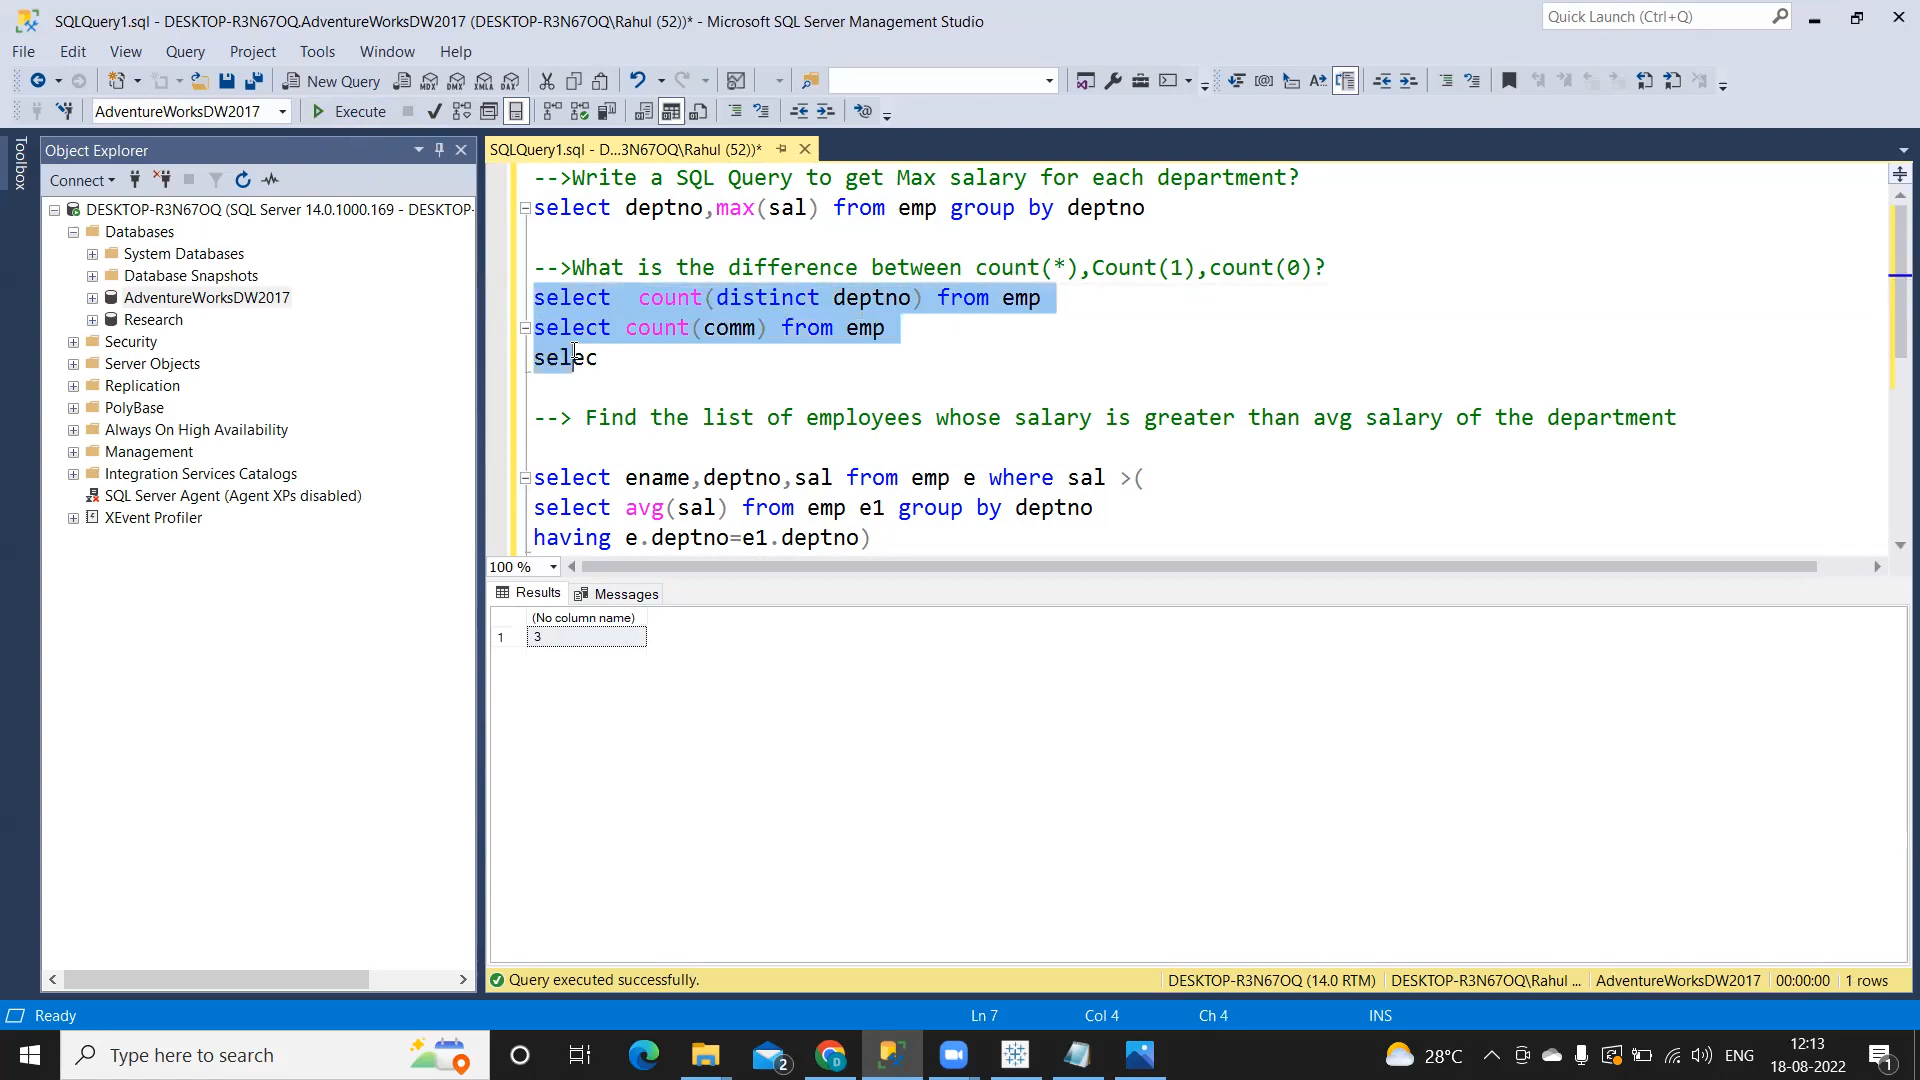 SQLQuery1.sql - DESKTOP-R3N67OQ.AdventureWorksDW2017 (DESKTOP-R3N67OQ\Rahul (52))* - Microsoft SQL Server Management Studio
Quick Launch (Ctrl+Q)
File Edit View Query Project Tools Window Help
New Query
MDX DMX XMLA DAX
AdventureWorksDW2017
Execute
Toolbox
Object Explorer
SQLQuery1.sql - D...3N67OQ\Rahul (52))*
Connect
DESKTOP-R3N67OQ (SQL Server 14.0.1000.169 - DESKTOP-
Databases
System Databases
Database Snapshots
AdventureWorksDW2017
Research
Security
Server Objects
Replication
PolyBase
Always On High Availability
Management
Integration Services Catalogs
SQL Server Agent (Agent XPs disabled)
XEvent Profiler
-->Write a SQL Query to get Max salary for each department?
select deptno,max(sal) from emp group by deptno
-->What is the difference between count(*),Count(1),count(0)?
select  count(distinct deptno) from emp
select count(comm) from emp
selec
--> Find the list of employees whose salary is greater than avg salary of the department
select ename,deptno,sal from emp e where sal >(
select avg(sal) from emp e1 group by deptno
having e.deptno=e1.deptno)
100 %
Results Messages
(No column name)
1 3
Query executed successfully.
DESKTOP-R3N67OQ (14.0 RTM) DESKTOP-R3N67OQ\Rahul ... AdventureWorksDW2017 00:00:00 1 rows
Ready
Ln 7 Col 4 Ch 4 INS
Type here to search
2
28°C
ENG
12:13
18-08-2022
1